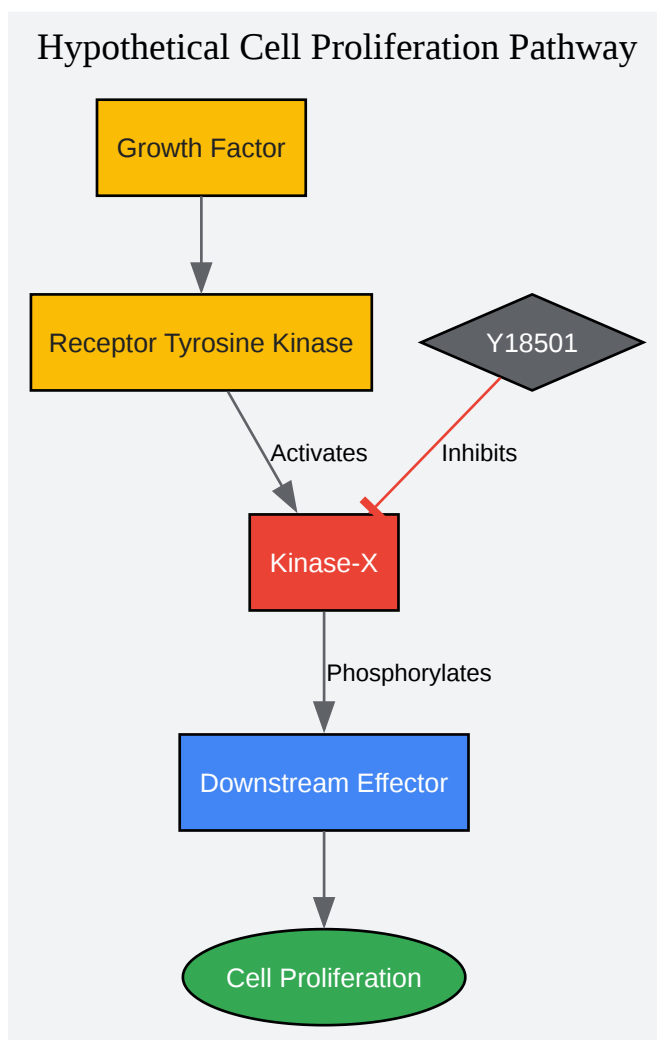 Hypothetical Cell Proliferation Pathway
Growth Factor
Receptor Tyrosine Kinase
Y18501
Activates
Inhibits
Kinase-X
Phosphorylates
Downstream Effector
Cell Proliferation